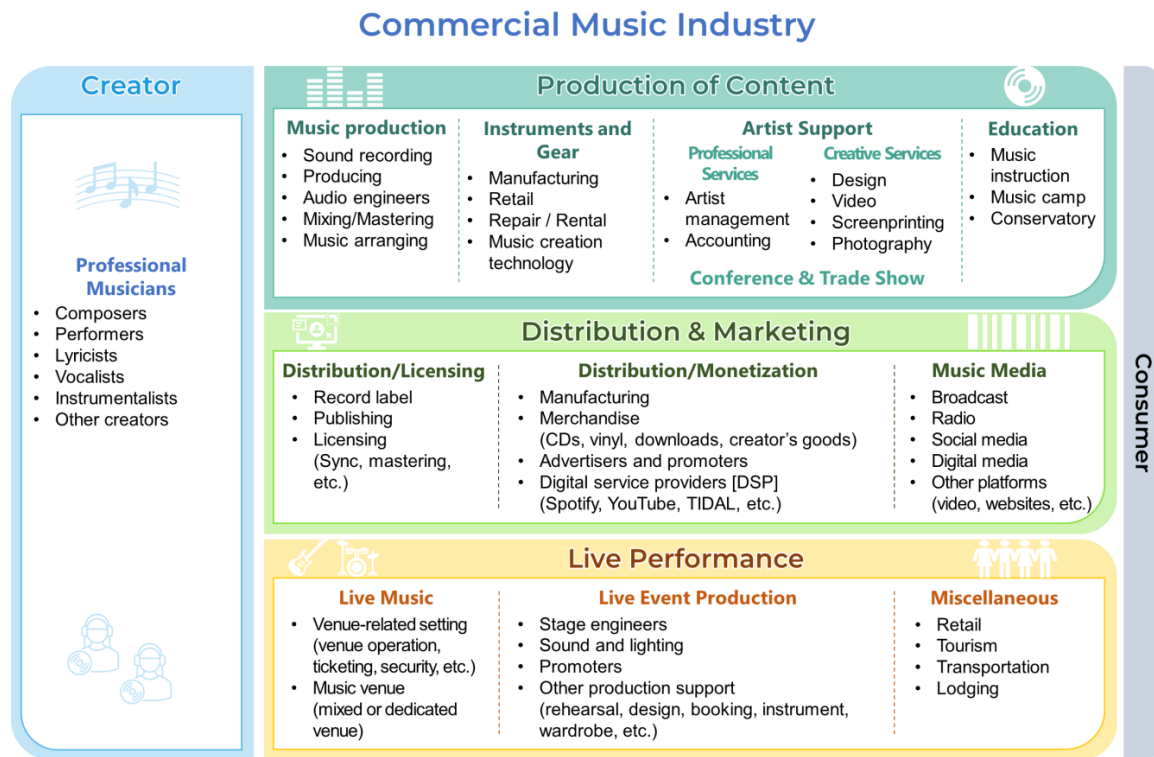 Commercial Music Industry
Creator
Professional
Musicians
• Composers
• Performers
• Lyricists
• Vocalists
• Instrumentalists
• Other creators
Production of Content
Music production
• Sound recording
• Producing
• Audio engineers
• Mixing/Mastering
• Music arranging
Instruments and
Gear
• Manufacturing
• Retail
• Repair / Rental
• Music creation
technology
Artist Support
Professional
Services
• Artist
management
• Accounting
Creative Services
• Design
• Video
• Screenprinting
• Photography
Conference & Trade Show
Education
• Music
instruction
• Music camp
• Conservatory
Distribution & Marketing
Distribution/Licensing
• Record label
• Publishing
• Licensing
(Sync, mastering,
etc.)
Distribution/Monetization
• Manufacturing
• Merchandise
(CDs, vinyl, downloads, creator’s goods)
• Advertisers and promoters
• Digital service providers [DSP]
(Spotify, YouTube, TIDAL, etc.)
Music Media
• Broadcast
• Radio
• Social media
• Digital media
• Other platforms
(video, websites, etc.)
Live Performance
Live Music
• Venue-related setting
(venue operation,
ticketing, security, etc.)
• Music venue
(mixed or dedicated
venue)
Live Event Production
• Stage engineers
• Sound and lighting
• Promoters
• Other production support
(rehearsal, design, booking, instrument,
wardrobe, etc.)
Miscellaneous
• Retail
• Tourism
• Transportation
• Lodging
Consumer